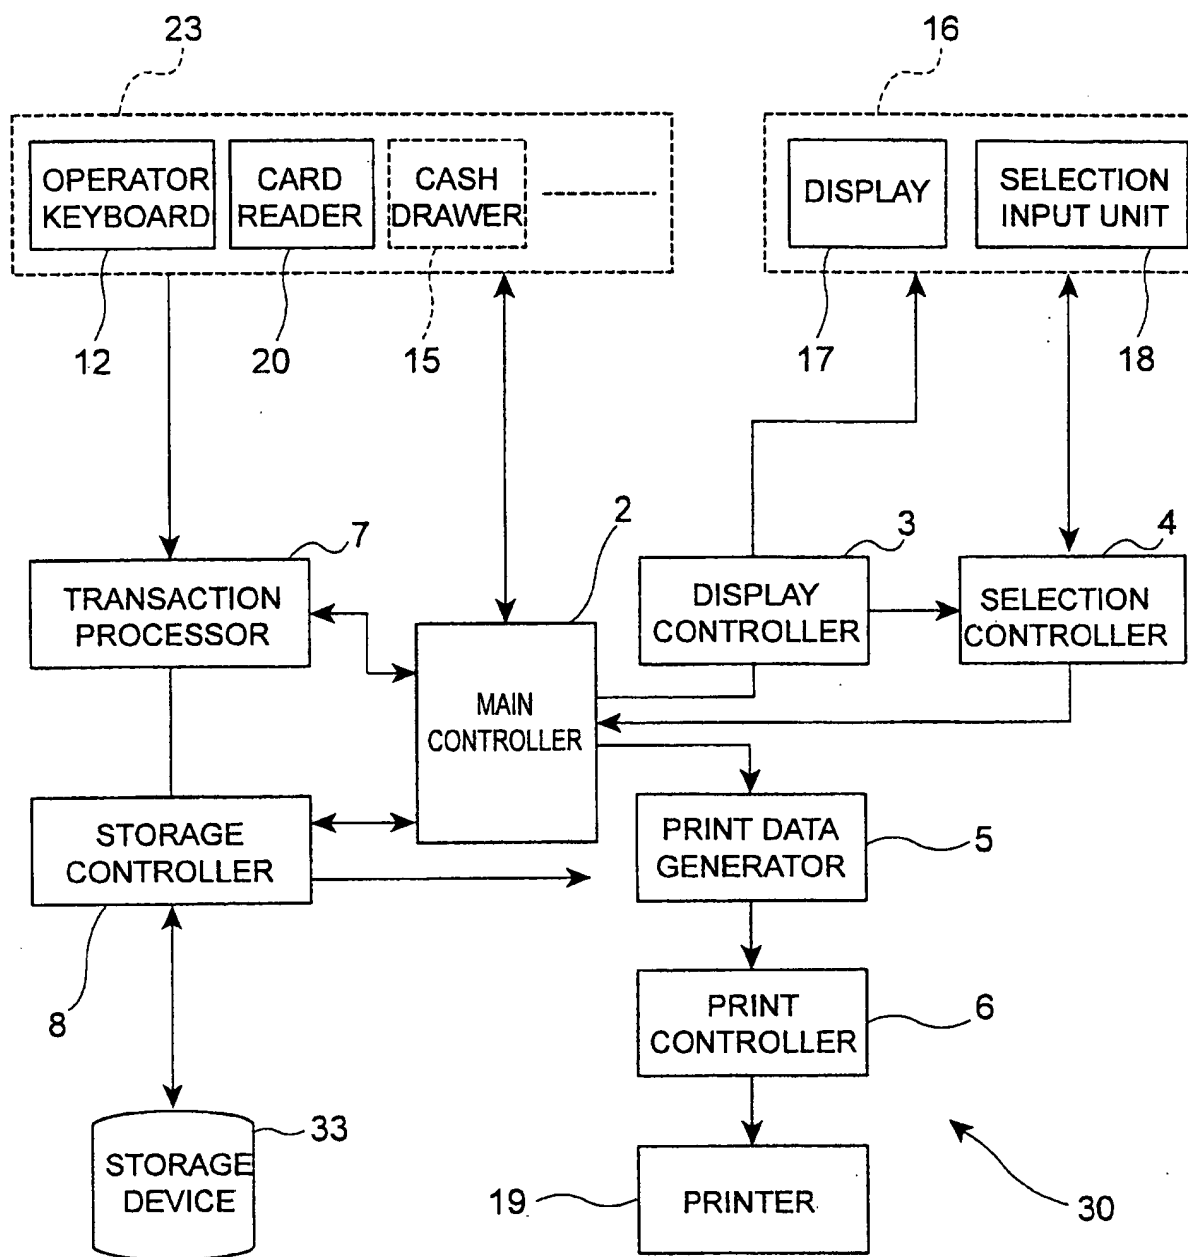 23
16
OPERATOR
KEYBOARD
CARD
READER
CASH
DRAWER
DISPLAY
SELECTION
INPUT UNIT
12
20
15
17
18
7
2
3
4
TRANSACTION
PROCESSOR
DISPLAY
CONTROLLER
SELECTION
CONTROLLER
MAIN
CONTROLLER
STORAGE
CONTROLLER
PRINT DATA
GENERATOR
5
8
PRINT
CONTROLLER
6
33
STORAGE
DEVICE
19
PRINTER
30